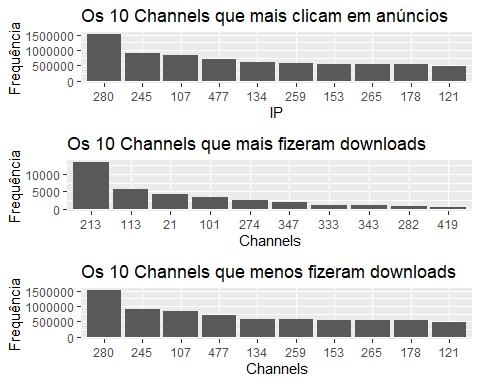 Os 10 Channels que mais clicam em anúncios
Frequência
1500000
1000000
500000
0
280 245 107 477 134 259 153 265 178 121
IP
Os 10 Channels que mais fizeram downloads
Frequência
10000
5000
0
213 113 21 101 274 347 333 343 282 419
Channels
Os 10 Channels que menos fizeram downloads
Frequência
1500000
1000000
500000
0
280 245 107 477 134 259 153 265 178 121
Channels